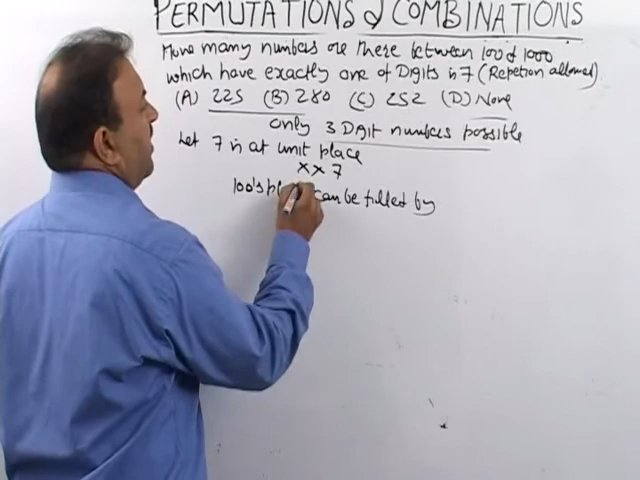 PERMUTATIONS & COMBINATIONS
How many numbers are there between 100 & 1000
which have exactly one of Digits is 7 (Repetion allowed)
(A) 225 (B) 280 (C) 252 (D) None
only 3 Digit numbers possible
Let 7 is at unit place
x x 7
100's can be filled by